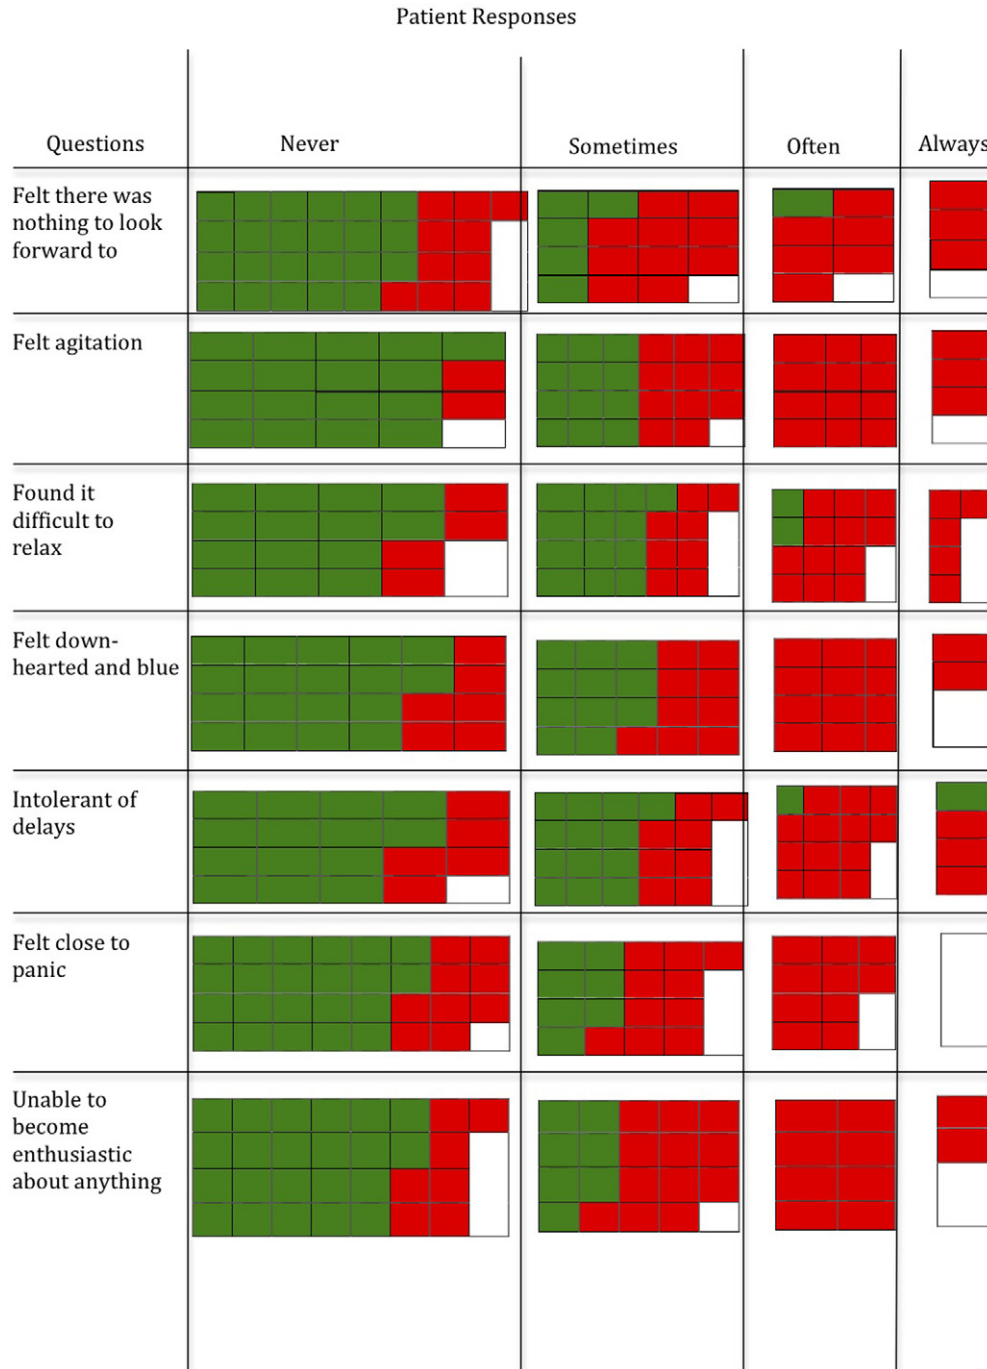 Patient Responses
Questions
Never
Sometimes
Often
Always
Felt there was
nothing to look
forward to
Felt agitation
Found it
difficult to
relax
Felt down-
hearted and blue
Intolerant of
delays
Felt close to
panic
Unable to
become
enthusiastic
about anything